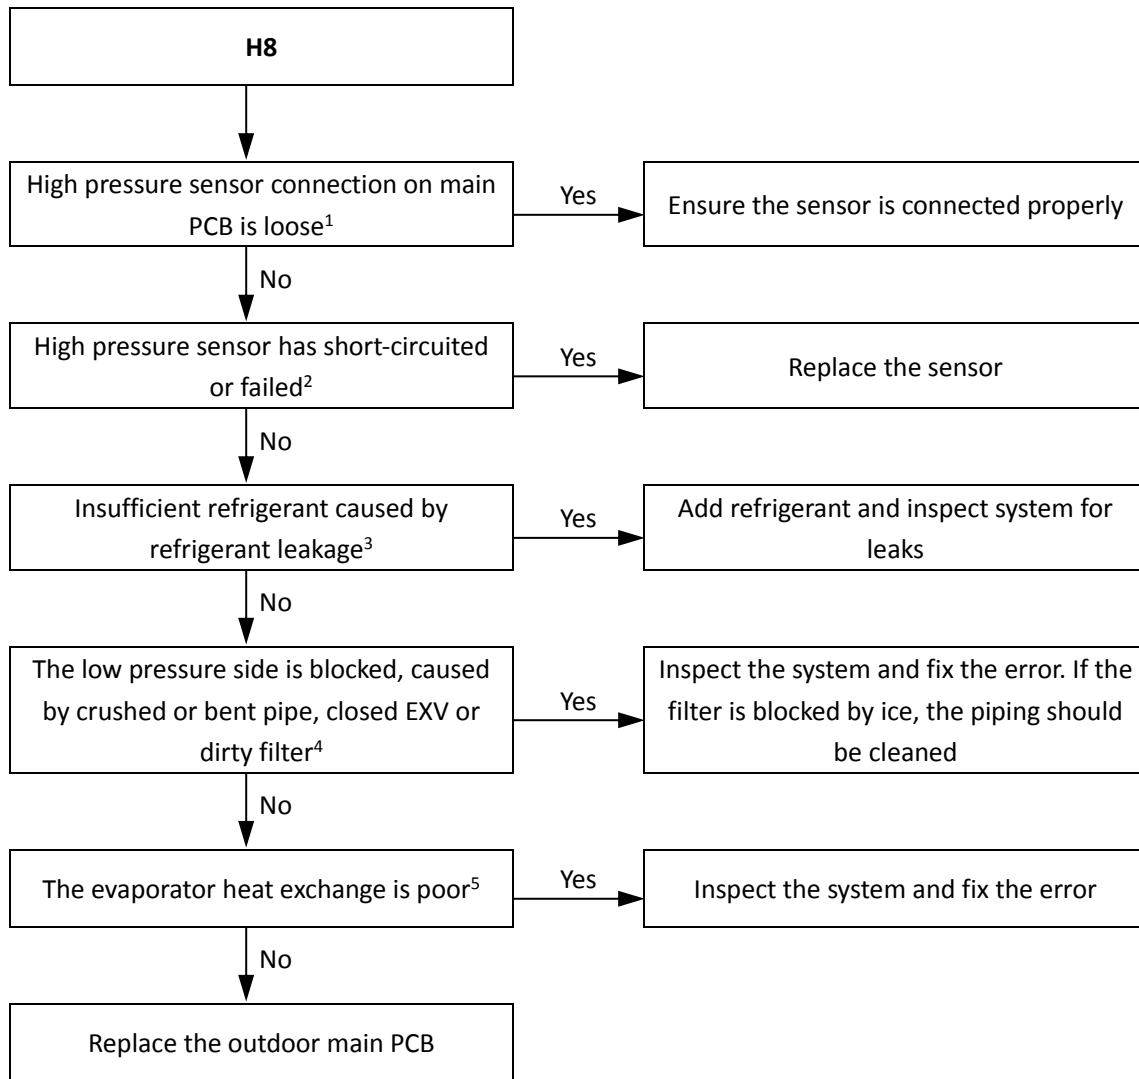 H8
High pressure sensor connection on main
PCB is loose¹
Yes
Ensure the sensor is connected properly
No
High pressure sensor has short-circuited
or failed²
Yes
Replace the sensor
No
Insufficient refrigerant caused by
refrigerant leakage³
Yes
Add refrigerant and inspect system for
leaks
No
The low pressure side is blocked, caused
by crushed or bent pipe, closed EXV or
dirty filter⁴
Yes
Inspect the system and fix the error. If the
filter is blocked by ice, the piping should
be cleaned
No
The evaporator heat exchange is poor⁵
Yes
Inspect the system and fix the error
No
Replace the outdoor main PCB